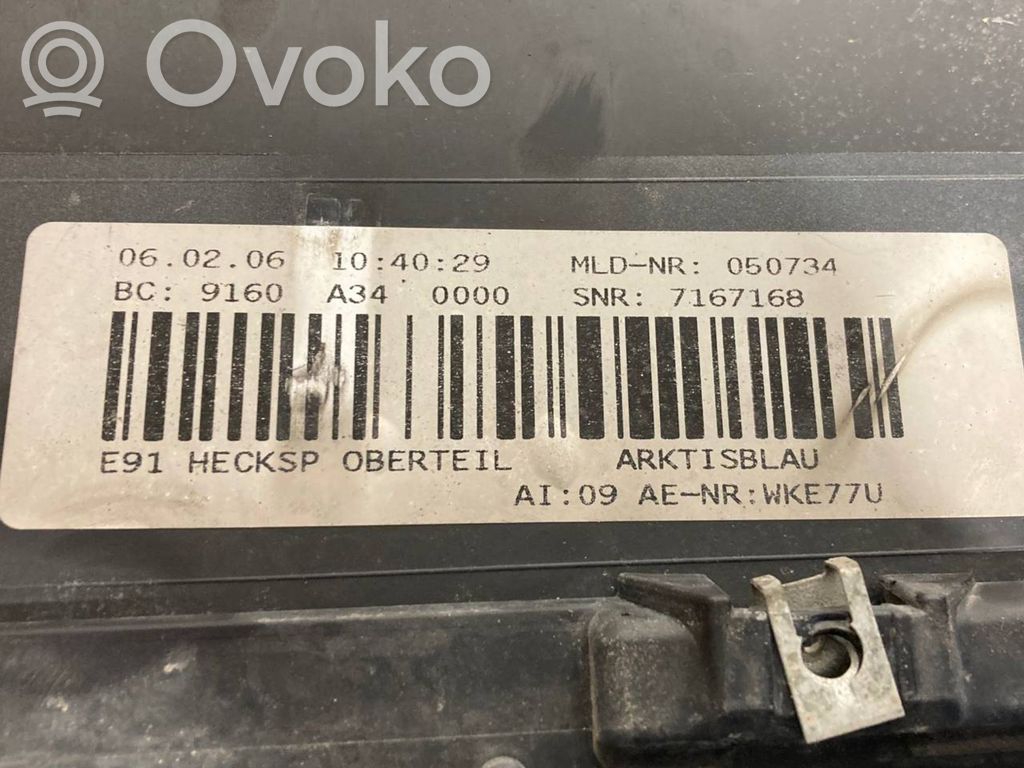 Ovoko
06.02.06 10:40:29 MLD-NR: 050734
BC: 9160 A34 0000 SNR: 7167168
E91 HECKSP OBERTEIL ARKTISBLAU
AI:09 AE-NR:WKE77U